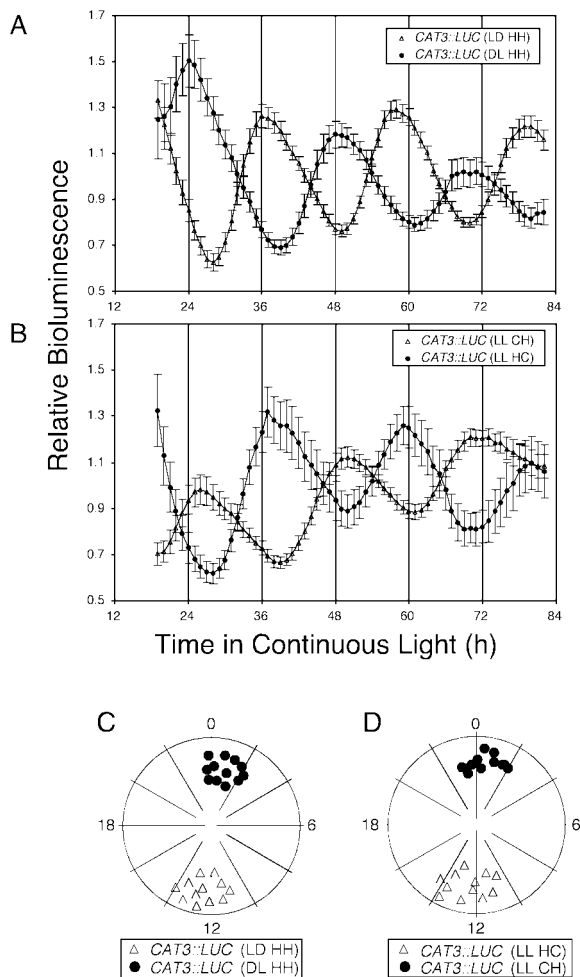 A
1.7
1.5
1.3
1.1
0.9
0.7
0.5
CAT3::LUC (LD HH)
CAT3::LUC (DL HH)
12 24 36 48 60 72 84
Relative Bioluminescence
B
1.7
1.5
1.3
1.1
0.9
0.7
0.5
CAT3::LUC (LL CH)
CAT3::LUC (LL HC)
12 24 36 48 60 72 84
Time in Continuous Light (h)
C
0
18
6
12
CAT3::LUC (LD HH)
CAT3::LUC (DL HH)
D
0
18
6
12
CAT3::LUC (LL HC)
CAT3::LUC (LL CH)